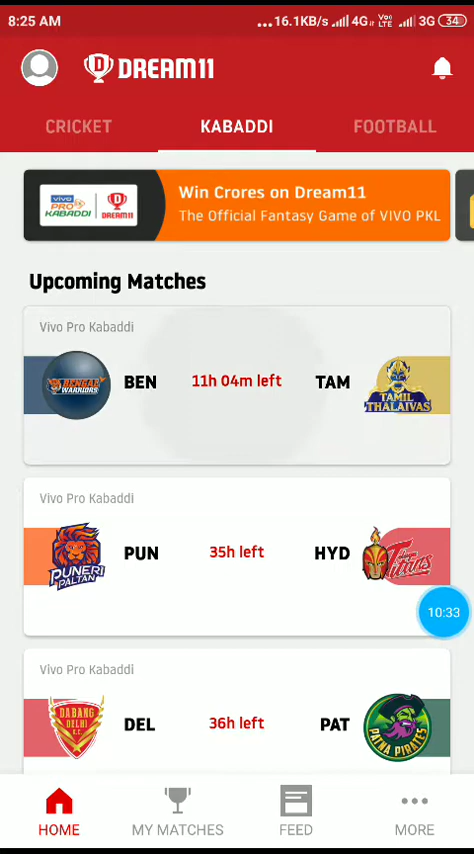 8:25 AM
...16.1KB/s 4G Vo) LTE 3G 34
DREAM11
CRICKET KABADDI FOOTBALL
VIVO PRO KABADDI DREAM11
Win Crores on Dream11
The Official Fantasy Game of VIVO PKL
Upcoming Matches
Vivo Pro Kabaddi
BENGAL WARRIORS BEN 11h 04m left TAM TAMIL THALAIVAS
Vivo Pro Kabaddi
PUNERI PALTAN PUN 35h left HYD Titans
10:33
Vivo Pro Kabaddi
DABANG DELHI K.C. DEL 36h left PAT PATNA PIRATES
HOME MY MATCHES FEED MORE